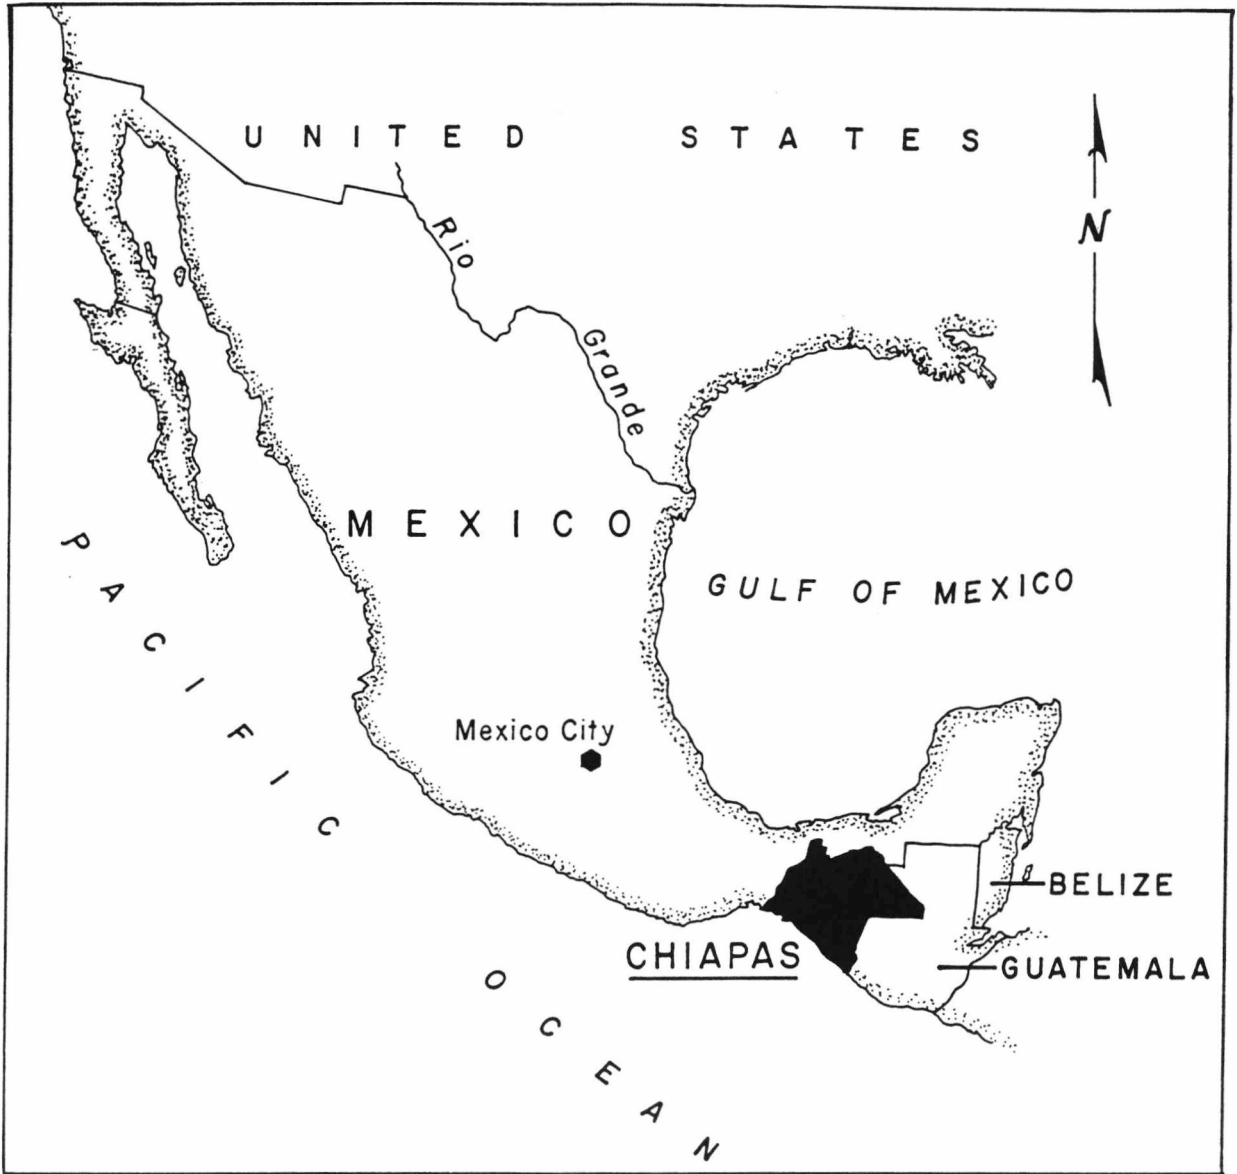 UNITED STATES
N
Rio Grande
MEXICO
GULF OF MEXICO
PACIFIC OCEAN
Mexico City
BELIZE
CHIAPAS
GUATEMALA